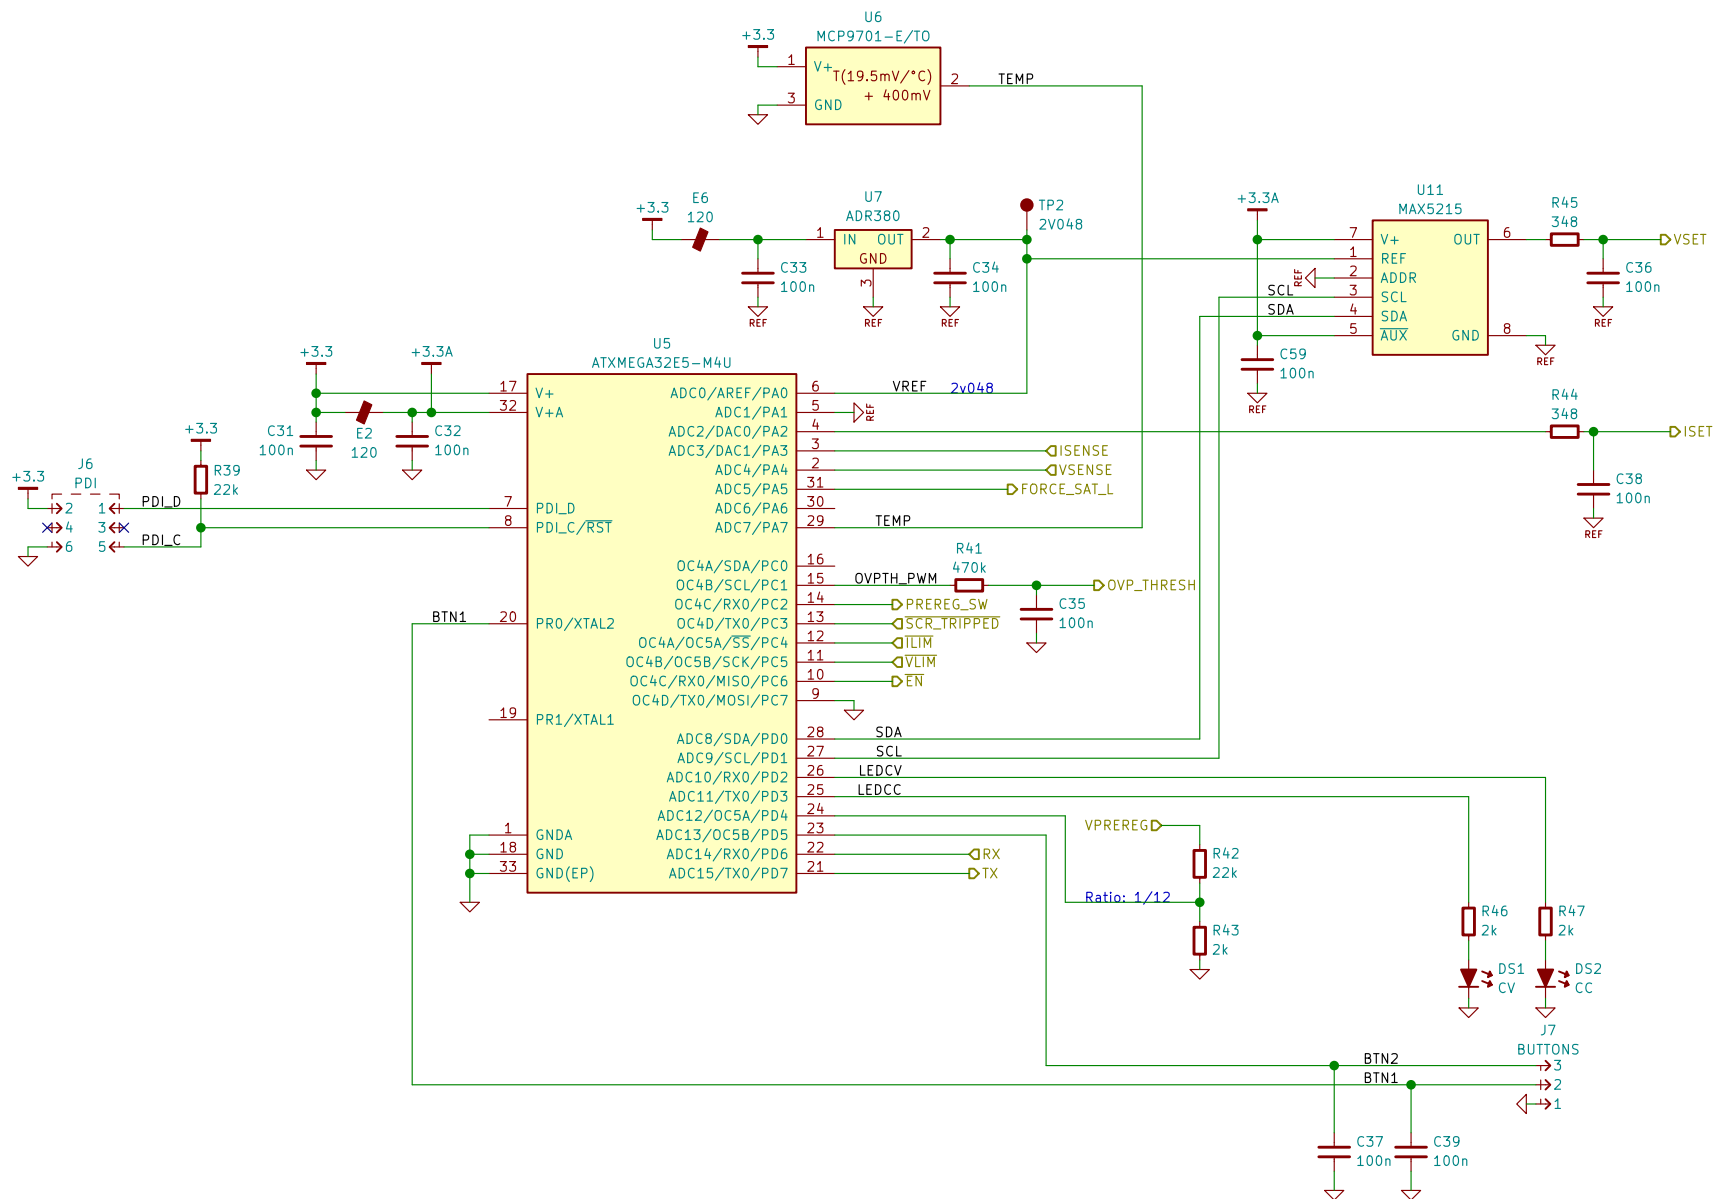 U6
MCP9701-E/TO
+3.3
1
V+
T(19.5mV/°C)
+ 400mV
2
TEMP
3
GND
+3.3
E6
120
U7
ADR380
1
IN
OUT
2
GND
3
C33
100n
REF
REF
C34
100n
REF
TP2
2V048
+3.3A
U11
MAX5215
7
V+
OUT
6
1
REF
REF
2
ADDR
SCL
3
SCL
SDA
4
SDA
5
AUX
GND
8
REF
R45
348
VSET
C36
100n
REF
C59
100n
REF
R44
348
ISET
C38
100n
REF
+3.3
+3.3A
C31
100n
E2
120
C32
100n
+3.3
R39
22k
J6
PDI
+3.3
2
1
PDI_D
4
3
6
5
PDI_C
U5
ATXMEGA32E5-M4U
17
V+
32
V+A
7
PDI_D
8
PDI_C/RST
BTN1
20
PR0/XTAL2
19
PR1/XTAL1
1
GNDA
18
GND
33
GND(EP)
ADC0/AREF/PA0
6
VREF
2v048
ADC1/PA1
5
REF
ADC2/DAC0/PA2
4
ADC3/DAC1/PA3
3
ISENSE
ADC4/PA4
2
VSENSE
ADC5/PA5
31
FORCE_SAT_L
ADC6/PA6
30
ADC7/PA7
29
TEMP
OC4A/SDA/PC0
16
OC4B/SCL/PC1
15
OVPTH_PWM
R41
470k
OVP_THRESH
C35
100n
OC4C/RX0/PC2
14
PREREG_SW
OC4D/TX0/PC3
13
SCR_TRIPPED
OC4A/OC5A/SS/PC4
12
ILIM
OC4B/OC5B/SCK/PC5
11
VLIM
OC4C/RX0/MISO/PC6
10
EN
OC4D/TX0/MOSI/PC7
9
ADC8/SDA/PD0
28
SDA
ADC9/SCL/PD1
27
SCL
ADC10/RX0/PD2
26
LEDCV
ADC11/TX0/PD3
25
LEDCC
ADC12/OC5A/PD4
24
ADC13/OC5B/PD5
23
ADC14/RX0/PD6
22
RX
ADC15/TX0/PD7
21
TX
VPREREG
R42
22k
Ratio: 1/12
R43
2k
R46
2k
R47
2k
DS1
CV
DS2
CC
J7
BUTTONS
BTN2
3
BTN1
2
1
C37
100n
C39
100n